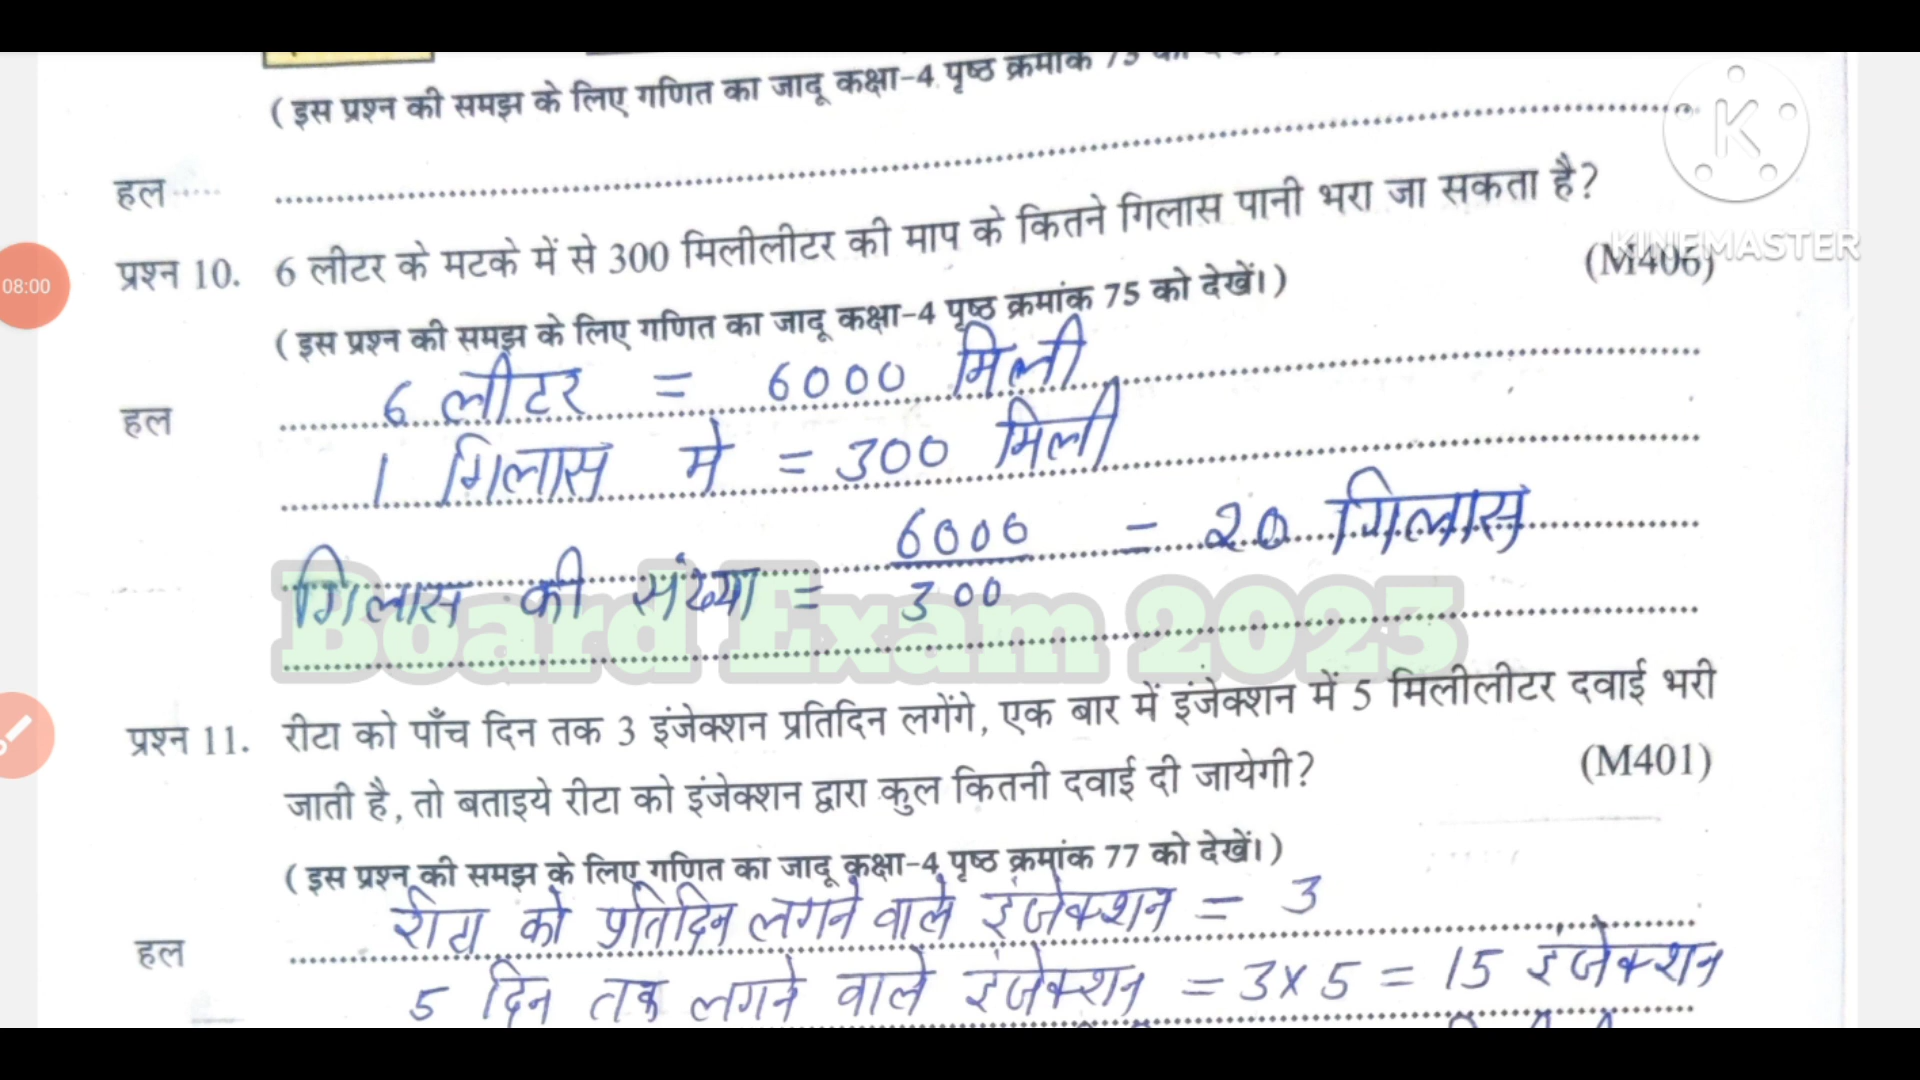 ( इस प्रश्न की समझ के लिए गणित का जादू कक्षा-4 पृष्ठ क्रमांक
हल
K
KINEMASTER
प्रश्न 10. 6 लीटर के मटके में से 300 मिलीलीटर की माप के कितने गिलास पानी भरा जा सकता है?
(M406)
08:00
( इस प्रश्न की समझ के लिए गणित का जादू कक्षा-4 पृष्ठ क्रमांक 75 को देखें। )
6 लीटर = 6000 मिली
हल
1 गिलास मे = 300 मिली
गिलास की संख्या = 6000 / 300 = 20 गिलास
Board Exam 2023
प्रश्न 11. रीटा को पाँच दिन तक 3 इंजेक्शन प्रतिदिन लगेंगे, एक बार में इंजेक्शन में 5 मिलीलीटर दवाई भरी
जाती है, तो बताइये रीटा को इंजेक्शन द्वारा कुल कितनी दवाई दी जायेगी? (M401)
( इस प्रश्न की समझ के लिए गणित का जादू कक्षा-4 पृष्ठ क्रमांक 77 को देखें। )
रीटा को प्रतिदिन लगने वाले इंजेक्शन = 3
हल
5 दिन तक लगने वाले इंजेक्शन = 3 x 5 = 15 इंजेक्शन